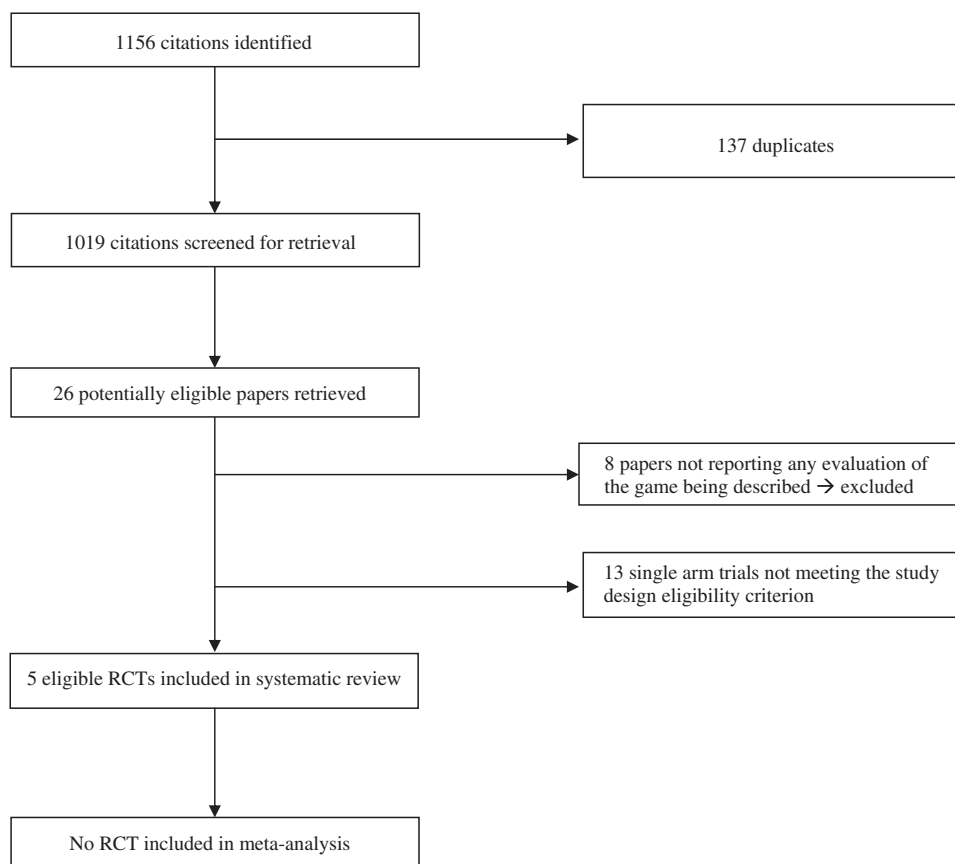 1156 citations identified
137 duplicates
1019 citations screened for retrieval
26 potentially eligible papers retrieved
8 papers not reporting any evaluation of
the game being described → excluded
13 single arm trials not meeting the study
design eligibility criterion
5 eligible RCTs included in systematic review
No RCT included in meta-analysis